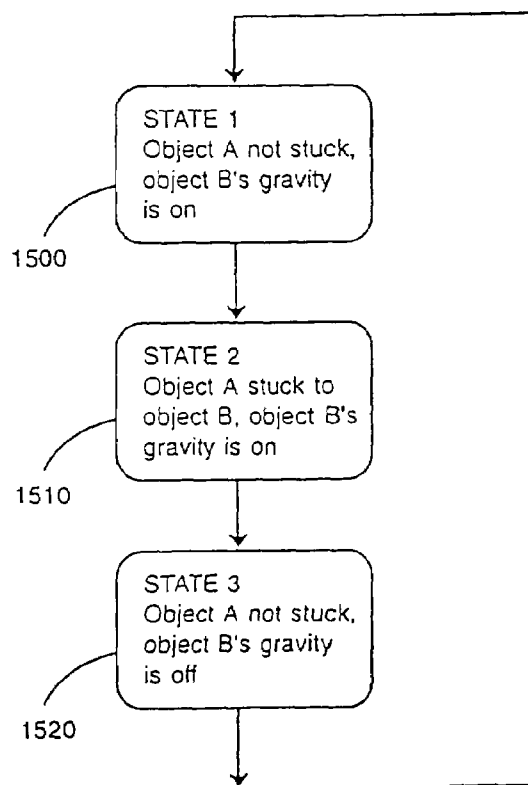 STATE 1
Object A not stuck,
object B's gravity
is on
1500
STATE 2
Object A stuck to
object B, object B's
gravity is on
1510
STATE 3
Object A not stuck,
object B's gravity
is off
1520